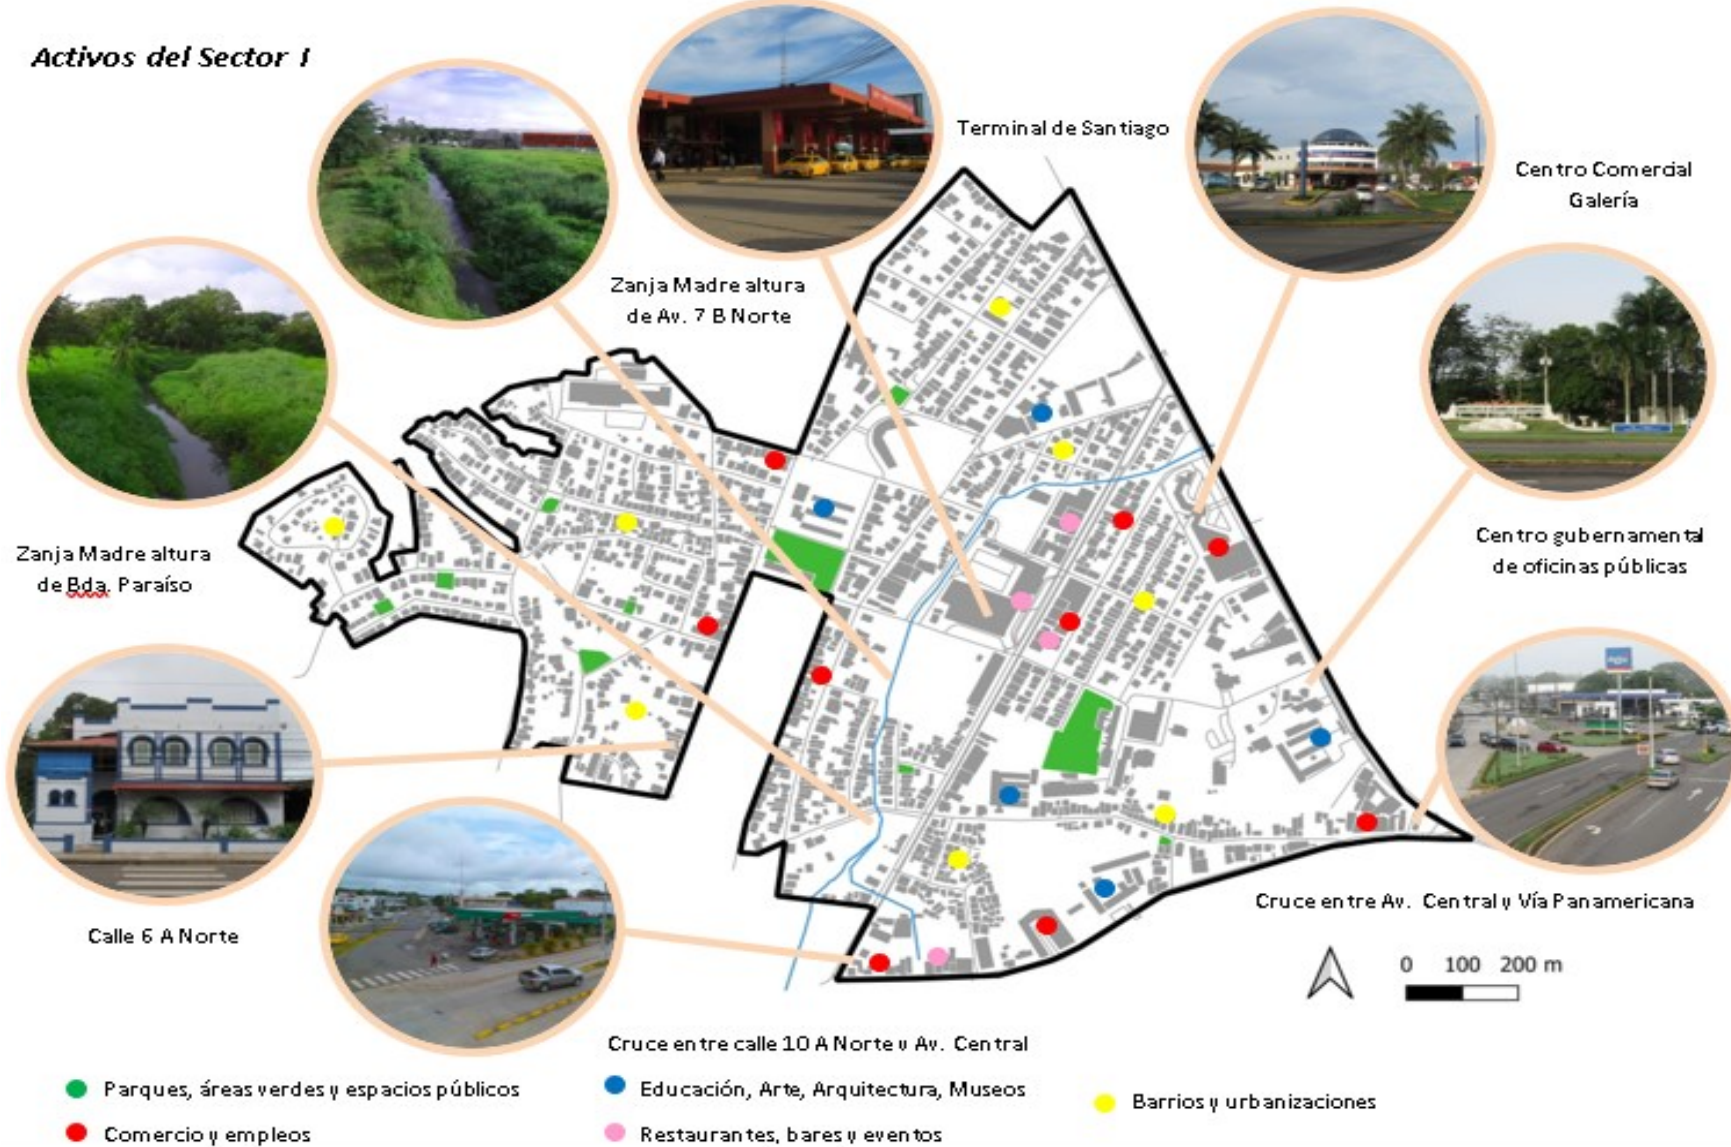 Activos del Sector I
Terminal de Santiago
Centro Comercial
Galería
Zanja Madre altura
de Av. 7 B Norte
Zanja Madre altura
de Bda. Paraíso
Centro gubernamental
de oficinas públicas
Calle 6 A Norte
Cruce entre Av. Central y Vía Panamericana
0 100 200 m
Cruce entre calle 10 A Norte y Av. Central
Parques, áreas verdes y espacios públicos
Educación, Arte, Arquitectura, Museos
Barrios y urbanizaciones
Comercio y empleos
Restaurantes, bares y eventos